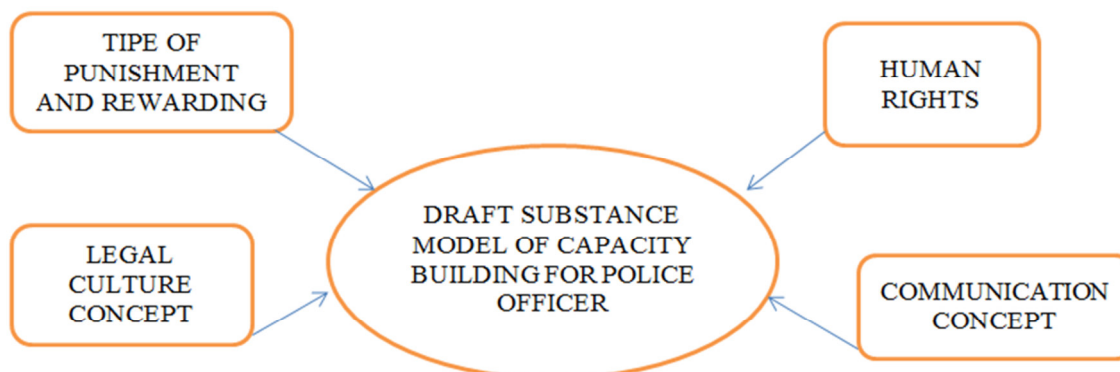 TIPE OF
PUNISHMENT
AND REWARDING
HUMAN
RIGHTS
DRAFT SUBSTANCE
MODEL OF CAPACITY
BUILDING FOR POLICE
OFFICER
LEGAL
CULTURE
CONCEPT
COMMUNICATION
CONCEPT